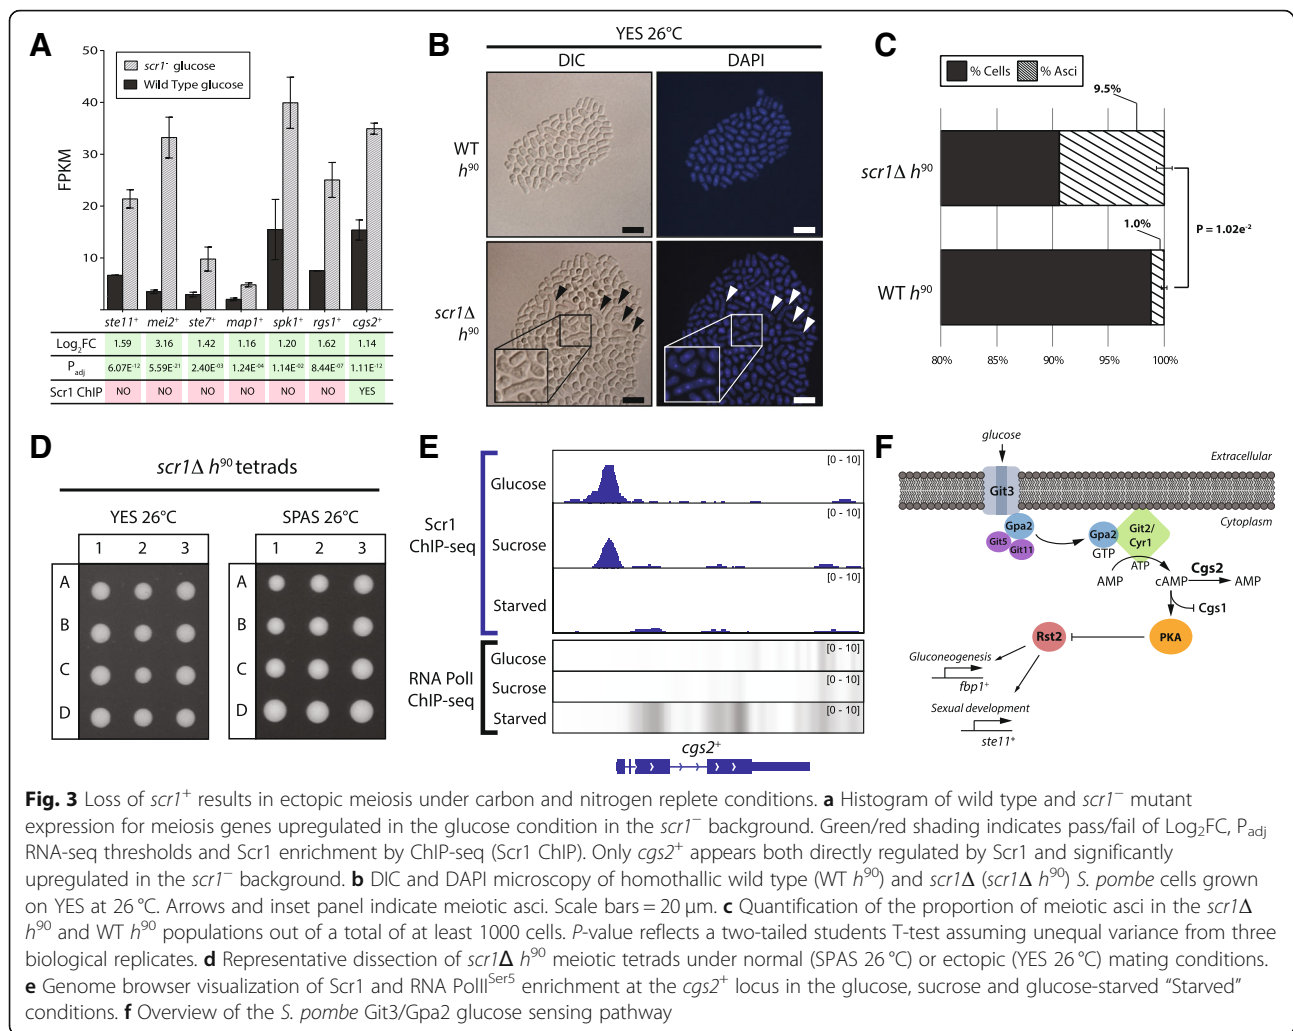 A
50
40
30
20
10
FPKM
scr1- glucose
Wild Type glucose
ste11+ mei2+ ste7+ map1+ spk1+ rgs1+ cgs2+
Log2FC 1.59 3.16 1.42 1.16 1.20 1.62 1.14
Padj 6.07E-12 5.59E-21 2.40E-03 1.24E-04 1.14E-02 8.44E-07 1.11E-12
Scr1 ChIP NO NO NO NO NO NO YES
B
YES 26°C
DIC DAPI
WT
h90
scr1Δ
h90
C
% Cells % Asci
9.5%
scr1Δ h90
1.0%
P = 1.02e-2
WT h90
80% 85% 90% 95% 100%
D
scr1Δ h90 tetrads
YES 26°C SPAS 26°C
1 2 3 1 2 3
A A
B B
C C
D D
E
Scr1
ChIP-seq
Glucose [0 - 10]
Sucrose [0 - 10]
Starved [0 - 10]
RNA PolI
ChIP-seq
Glucose [0 - 10]
Sucrose [0 - 10]
Starved [0 - 10]
cgs2+
F
glucose
Extracellular
Git3
Cytoplasm
Gpa2
Git5
Git11
Gpa2
GTP
Git2/
Cyr1
ATP
AMP cAMP Cgs2 AMP
Cgs1
Rst2 PKA
Gluconeogenesis
fbp1+
Sexual development
ste11+
Fig. 3 Loss of scr1+ results in ectopic meiosis under carbon and nitrogen replete conditions. a Histogram of wild type and scr1− mutant
expression for meiosis genes upregulated in the glucose condition in the scr1− background. Green/red shading indicates pass/fail of Log2FC, Padj
RNA-seq thresholds and Scr1 enrichment by ChIP-seq (Scr1 ChIP). Only cgs2+ appears both directly regulated by Scr1 and significantly
upregulated in the scr1− background. b DIC and DAPI microscopy of homothallic wild type (WT h90) and scr1Δ (scr1Δ h90) S. pombe cells grown
on YES at 26 °C. Arrows and inset panel indicate meiotic asci. Scale bars = 20 μm. c Quantification of the proportion of meiotic asci in the scr1Δ
h90 and WT h90 populations out of a total of at least 1000 cells. P-value reflects a two-tailed students T-test assuming unequal variance from three
biological replicates. d Representative dissection of scr1Δ h90 meiotic tetrads under normal (SPAS 26 °C) or ectopic (YES 26 °C) mating conditions.
e Genome browser visualization of Scr1 and RNA PolIISer5 enrichment at the cgs2+ locus in the glucose, sucrose and glucose-starved “Starved”
conditions. f Overview of the S. pombe Git3/Gpa2 glucose sensing pathway